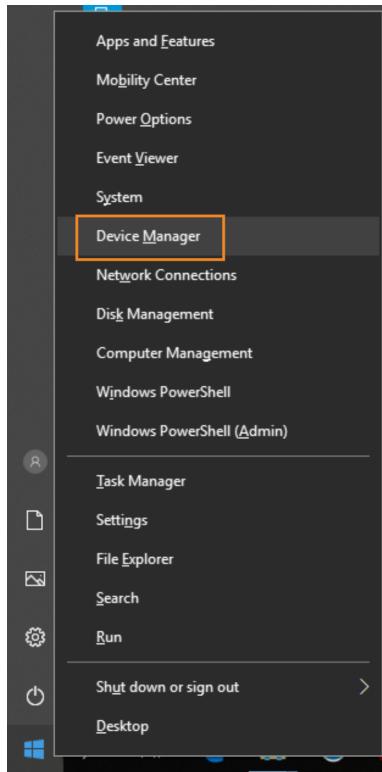 Apps and Features
Mobility Center
Power Options
Event Viewer
System
Device Manager
Network Connections
Disk Management
Computer Management
Windows PowerShell
Windows PowerShell (Admin)
Task Manager
Settings
File Explorer
Search
Run
Shut down or sign out
Desktop